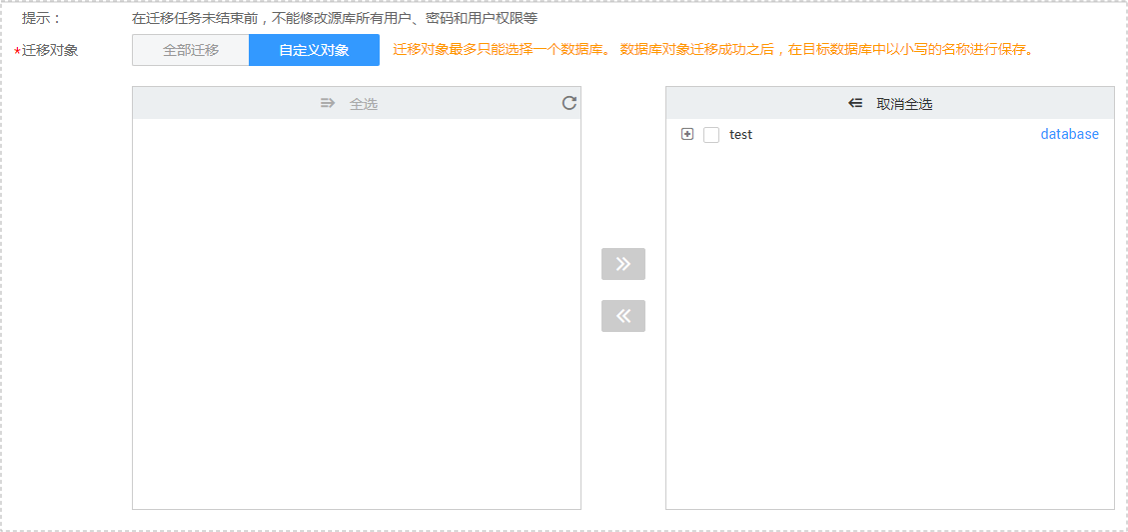 提示： 在迁移任务未结束前，不能修改源库所有用户、密码和用户权限等
*迁移对象 全部迁移 自定义对象 迁移对象最多只能选择一个数据库。 数据库对象迁移成功之后，在目标数据库中以小写的名称进行保存。
全选 取消全选
test database